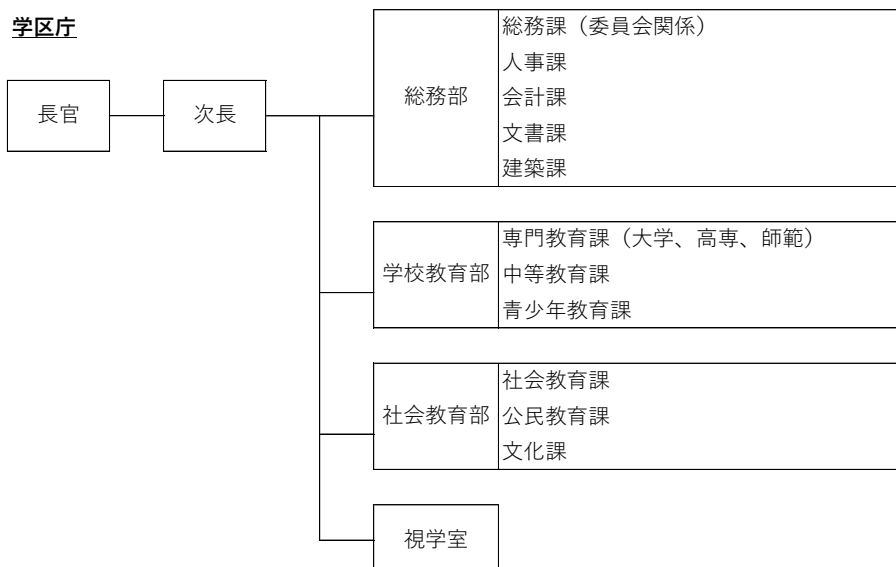 学区庁
長官
次長
総務部
総務課（委員会関係）
人事課
会計課
文書課
建築課
学校教育部
専門教育課（大学、高専、師範）
中等教育課
青少年教育課
社会教育部
社会教育課
公民教育課
文化課
視学室